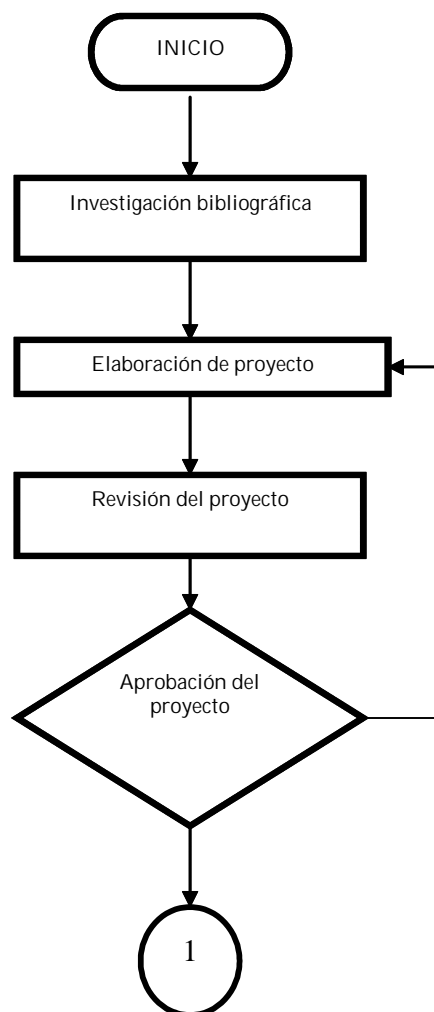 INICIO
Investigación bibliográfica
Elaboración de proyecto
Revisión del proyecto
Aprobación del
proyecto
1